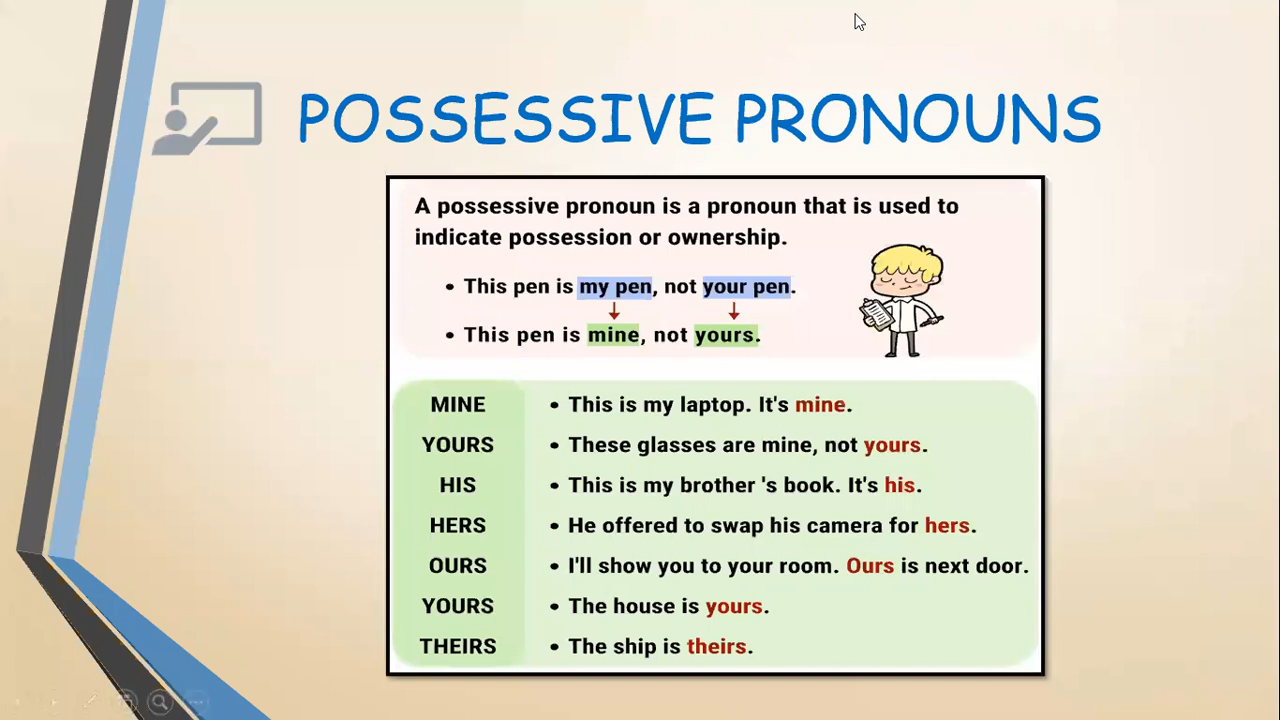 POSSESSIVE PRONOUNS
A possessive pronoun is a pronoun that is used to
indicate possession or ownership.
• This pen is my pen, not your pen.
• This pen is mine, not yours.
MINE • This is my laptop. It's mine.
YOURS • These glasses are mine, not yours.
HIS • This is my brother 's book. It's his.
HERS • He offered to swap his camera for hers.
OURS • I'll show you to your room. Ours is next door.
YOURS • The house is yours.
THEIRS • The ship is theirs.